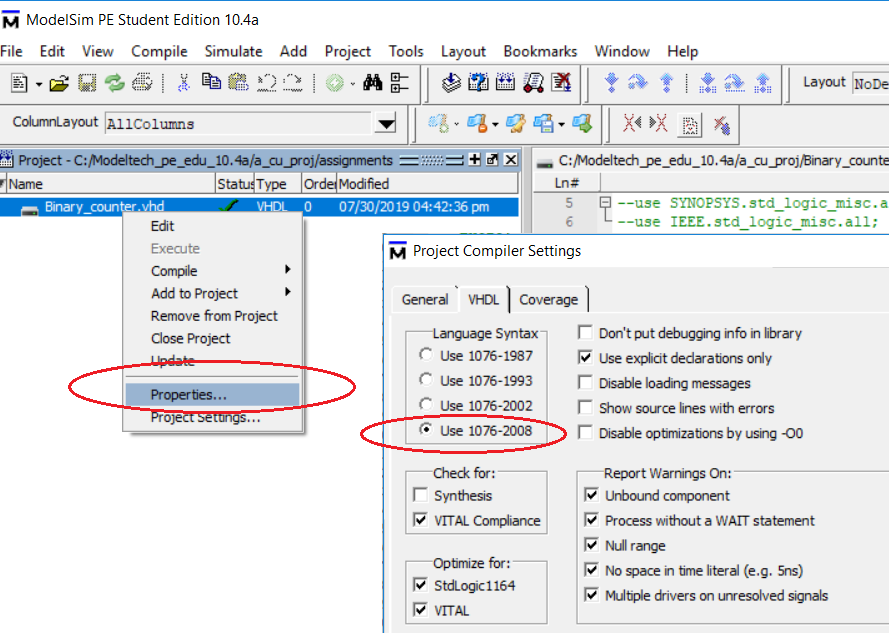 ModelSim PE Student Edition 10.4a
File Edit View Compile Simulate Add Project Tools Layout Bookmarks Window Help
Layout NoDe
ColumnLayout AllColumns
Project - C:/Modeltech_pe_edu_10.4a/a_cu_proj/assignments
C:/Modeltech_pe_edu_10.4a/a_cu_proj/Binary_counte
Name Status Type Order Modified
Ln#
Binary_counter.vhd VHDL 0 07/30/2019 04:42:36 pm
5 --use SYNOPSYS.std_logic_misc.a
6 --use IEEE.std_logic_misc.all;
Edit
Execute
Compile
Add to Project
Remove from Project
Close Project
Update
Properties...
Project Settings...
Project Compiler Settings
General VHDL Coverage
Language Syntax
Use 1076-1987
Use 1076-1993
Use 1076-2002
Use 1076-2008
Don't put debugging info in library
Use explicit declarations only
Disable loading messages
Show source lines with errors
Disable optimizations by using -O0
Check for:
Synthesis
VITAL Compliance
Optimize for:
StdLogic1164
VITAL
Report Warnings On:
Unbound component
Process without a WAIT statement
Null range
No space in time literal (e.g. 5ns)
Multiple drivers on unresolved signals